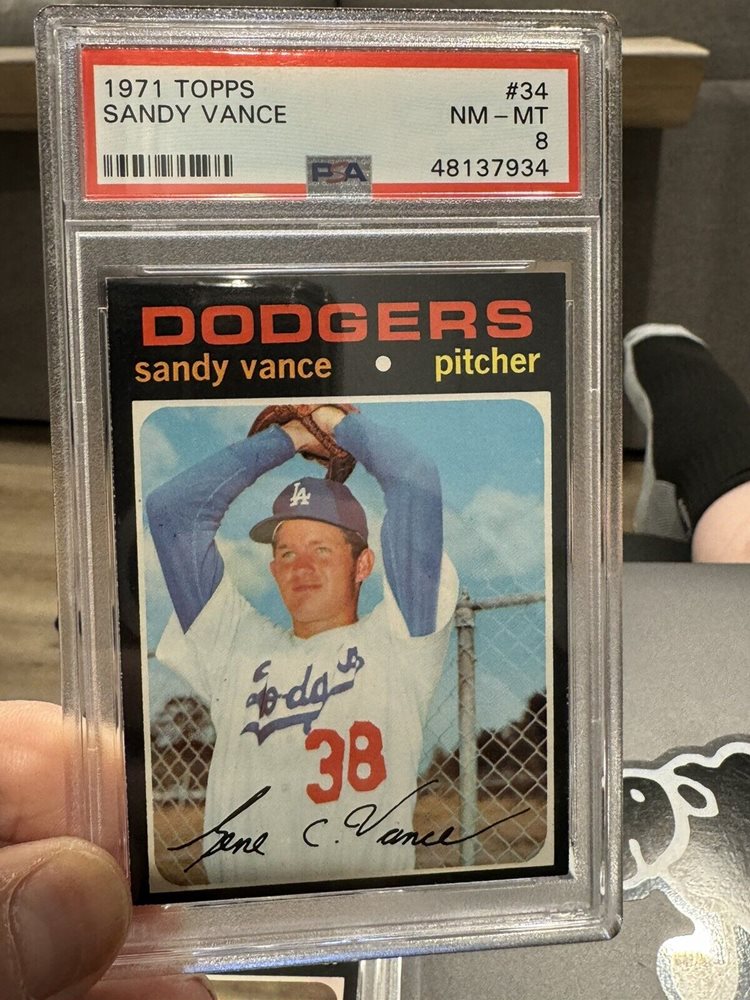 1971 TOPPS #34
SANDY VANCE NM - MT
8
PSA 48137934
DODGERS
sandy vance • pitcher
LA
Dodgers
38
Gene C. Vance